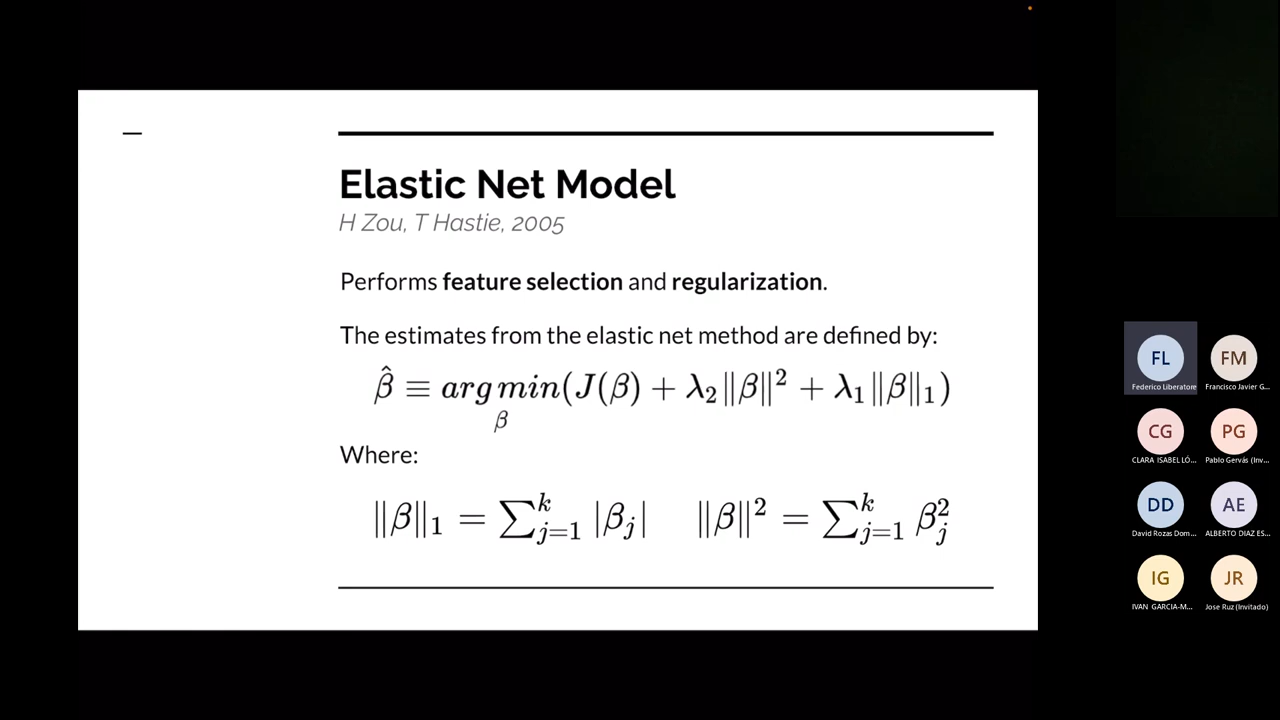 —
Elastic Net Model
H Zou, T Hastie, 2005
Performs feature selection and regularization.
The estimates from the elastic net method are defined by:
β̂ ≡ arg min(J(β) + λ₂‖β‖² + λ₁‖β‖₁)
β
Where:
‖β‖₁ = ∑ᵏⱼ₌₁ |βⱼ|  ‖β‖² = ∑ᵏⱼ₌₁ βⱼ²
FL FM
Federico Liberatore Francisco Javier G...
CG PG
CLARA ISABEL LÓ... Pablo Gervás (Inv...
DD AE
David Rozas Dom... ALBERTO DIAZ ES...
IG JR
IVAN GARCIA-M... Jose Ruz (Invitado)